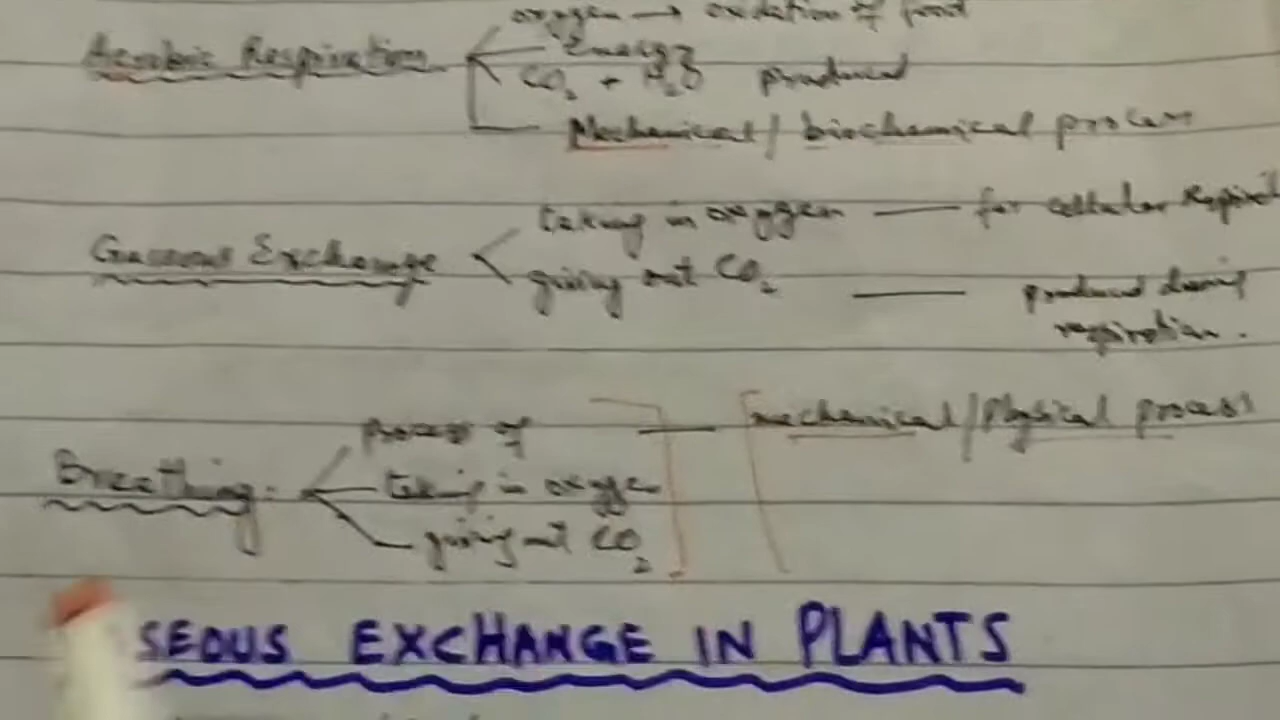 oxygen → oxidation of food
Aerobic Respiration
Energy
CO₂ + H₂O produced
Mechanical / biochemical process
taking in oxygen — for cellular Respirat
Gaseous Exchange
giving out CO₂ — produced during
respiration.
process of
mechanical / Physical process
Breathing.
taking in oxygen
giving out CO₂
SEOUS EXCHANGE IN PLANTS